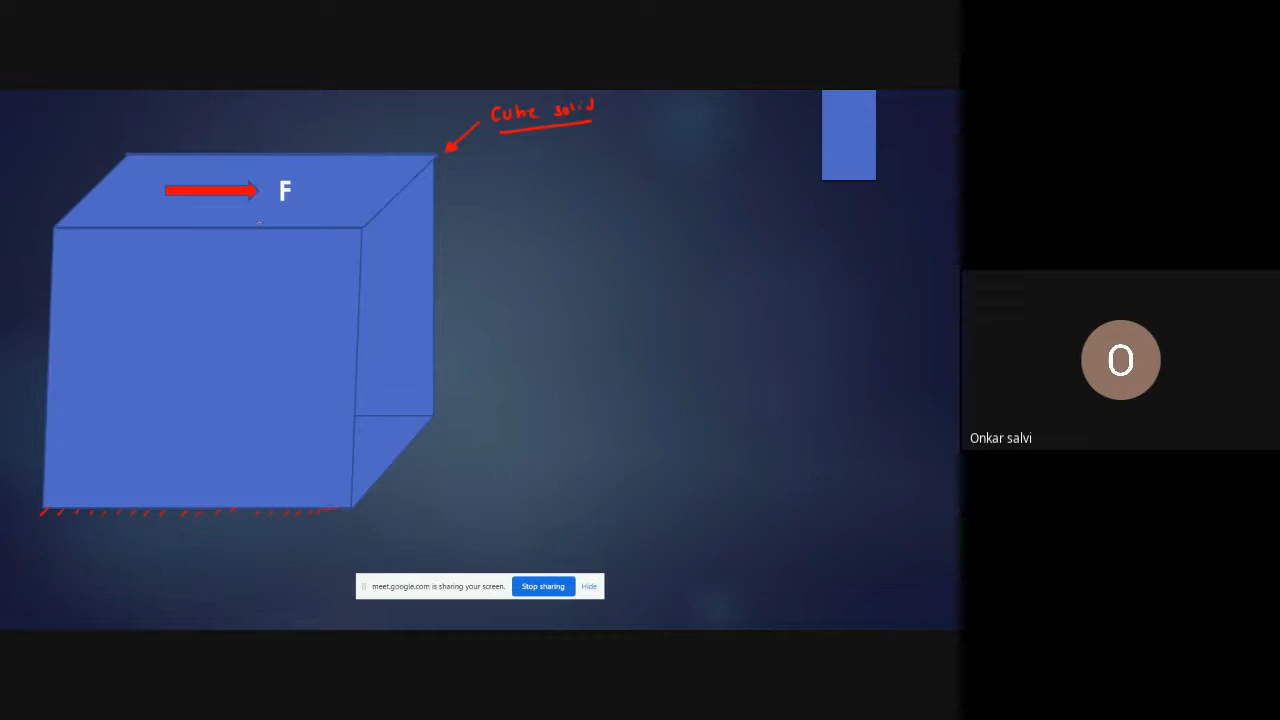 Cube solid
F
O
Onkar salvi
meet.google.com is sharing your screen. Stop sharing Hide